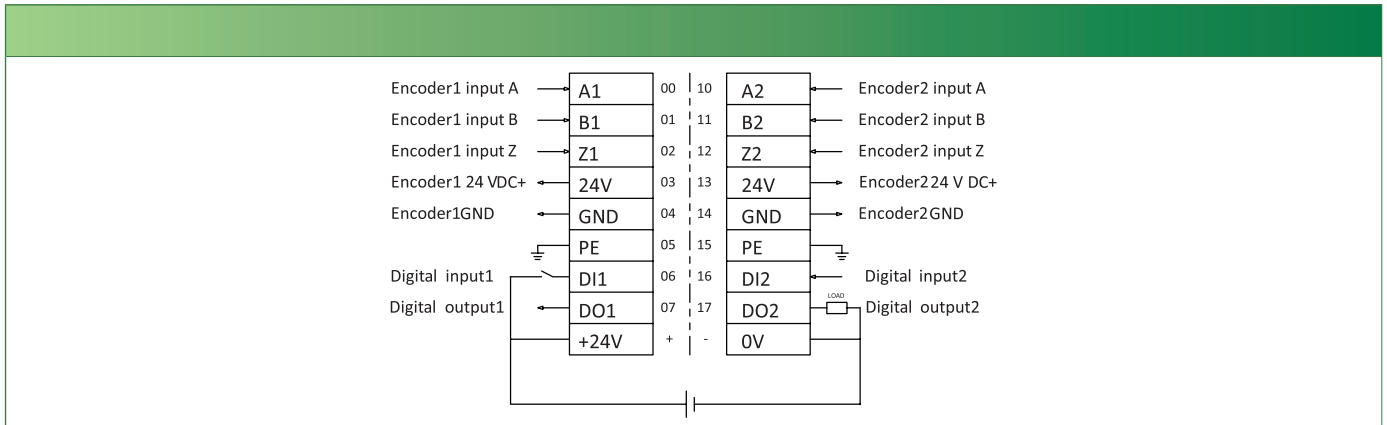 Encoder1 input A A1 00 10 A2 Encoder2 input A
Encoder1 input B B1 01 11 B2 Encoder2 input B
Encoder1 input Z Z1 02 12 Z2 Encoder2 input Z
Encoder1 24 VDC+ 24V 03 13 24V Encoder224 V DC+
Encoder1GND GND 04 14 GND Encoder2GND
PE 05 15 PE
Digital input1 DI1 06 16 DI2 Digital input2
Digital output1 DO1 07 17 DO2 LOAD Digital output2
+24V + - 0V